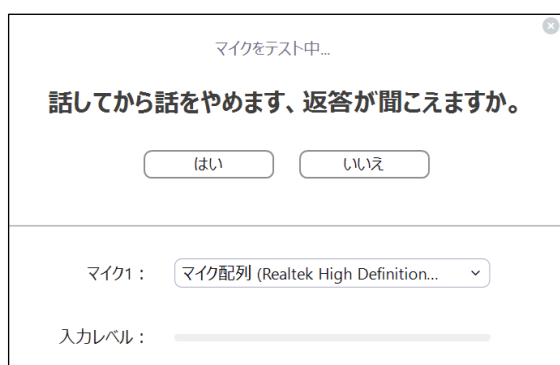 マイクをテスト中...
話してから話をやめます、返答が聞こえますか。
はい
いいえ
マイク1：
マイク配列 (Realtek High Definition...
入力レベル：